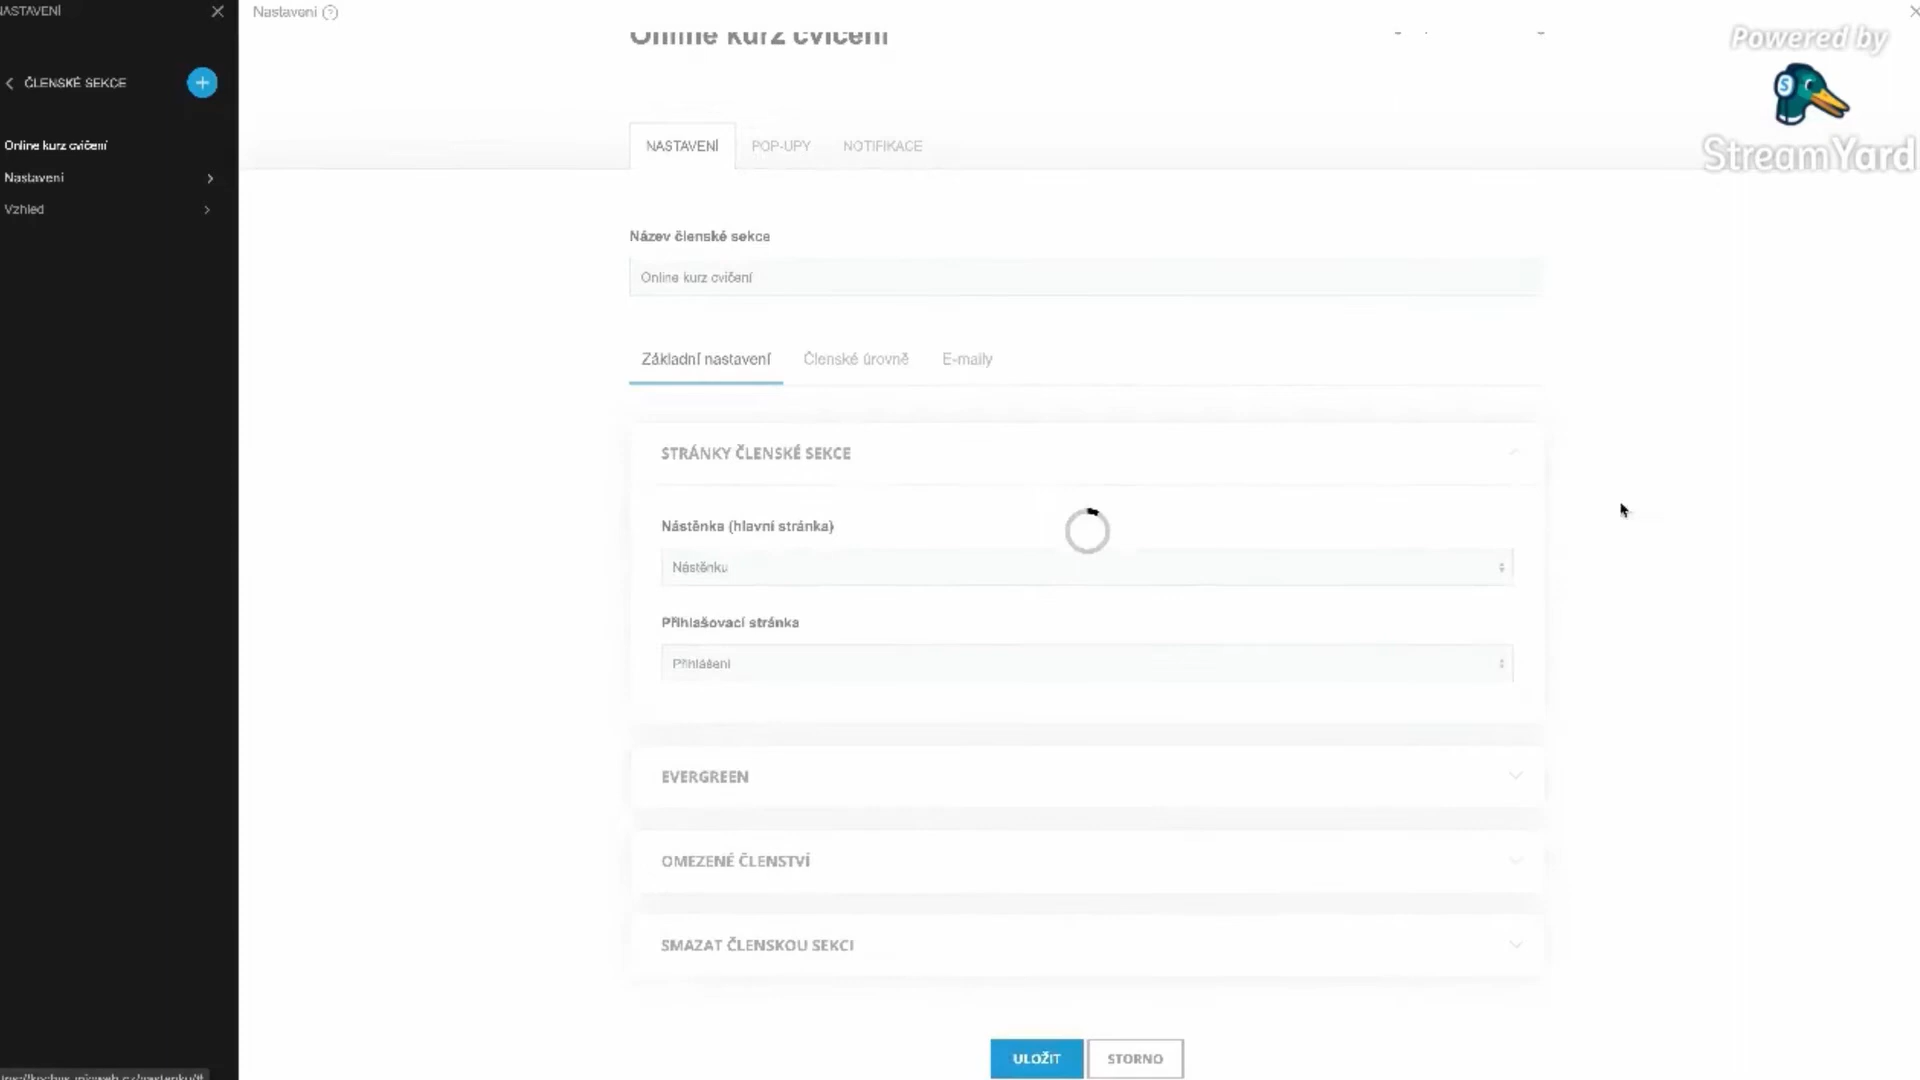 NASTAVENÍ
Nastavení
Online kurz cvičení
Powered by
StreamYard
ČLENSKÉ SEKCE
Online kurz cvičení
Nastavení
Vzhled
NASTAVENÍ
POP-UPY
NOTIFIKACE
Název členské sekce
Online kurz cvičení
Základní nastavení
Členské úrovně
E-maily
STRÁNKY ČLENSKÉ SEKCE
Nástěnka (hlavní stránka)
Nástěnku
Přihlašovací stránka
Přihlášení
EVERGREEN
OMEZENÉ ČLENSTVÍ
SMAZAT ČLENSKOU SEKCI
ULOŽIT
STORNO